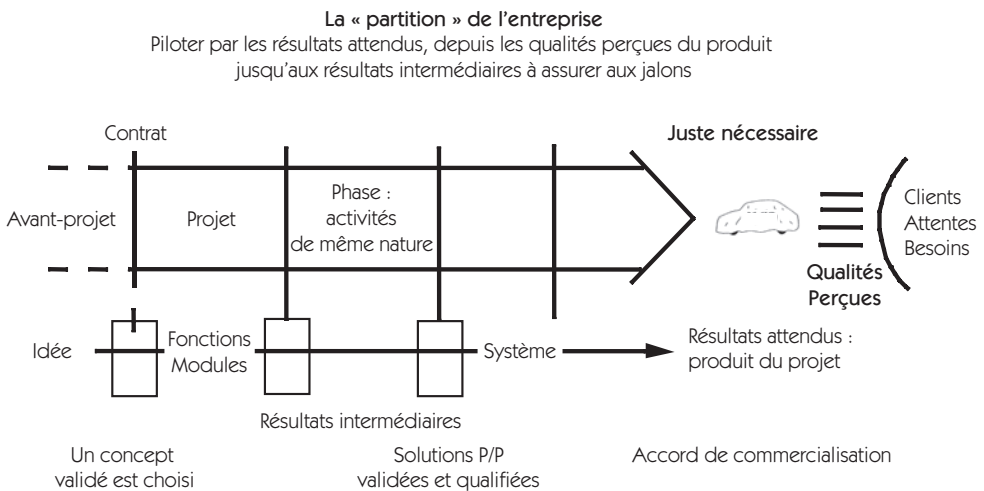 La « partition » de l’entreprise
Piloter par les résultats attendus, depuis les qualités perçues du produit
jusqu’aux résultats intermédiaires à assurer aux jalons
Contrat
Juste nécessaire
Avant-projet
Projet
Phase :
activités
de même nature
Clients
Attentes
Besoins
Qualités
Perçues
Idée
Fonctions
Modules
Système
Résultats attendus :
produit du projet
Résultats intermédiaires
Un concept
validé est choisi
Solutions P/P
validées et qualifiées
Accord de commercialisation